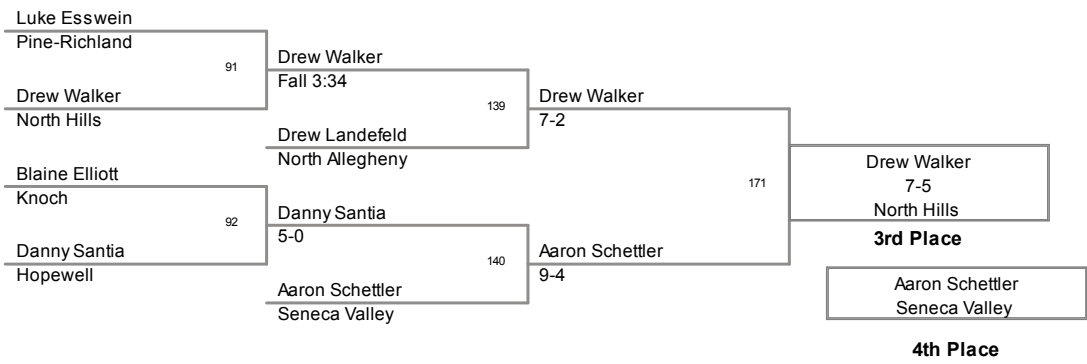 Luke Esswein
Pine-Richland
91
Drew Walker
Fall 3:34
Drew Walker
North Hills
139
Drew Walker
7-2
Drew Landefeld
North Allegheny
Blaine Elliott
Knoch
171
Drew Walker
7-5
North Hills
3rd Place
92
Danny Santia
5-0
Danny Santia
Hopewell
140
Aaron Schettler
9-4
Aaron Schettler
Seneca Valley
Aaron Schettler
Seneca Valley
4th Place